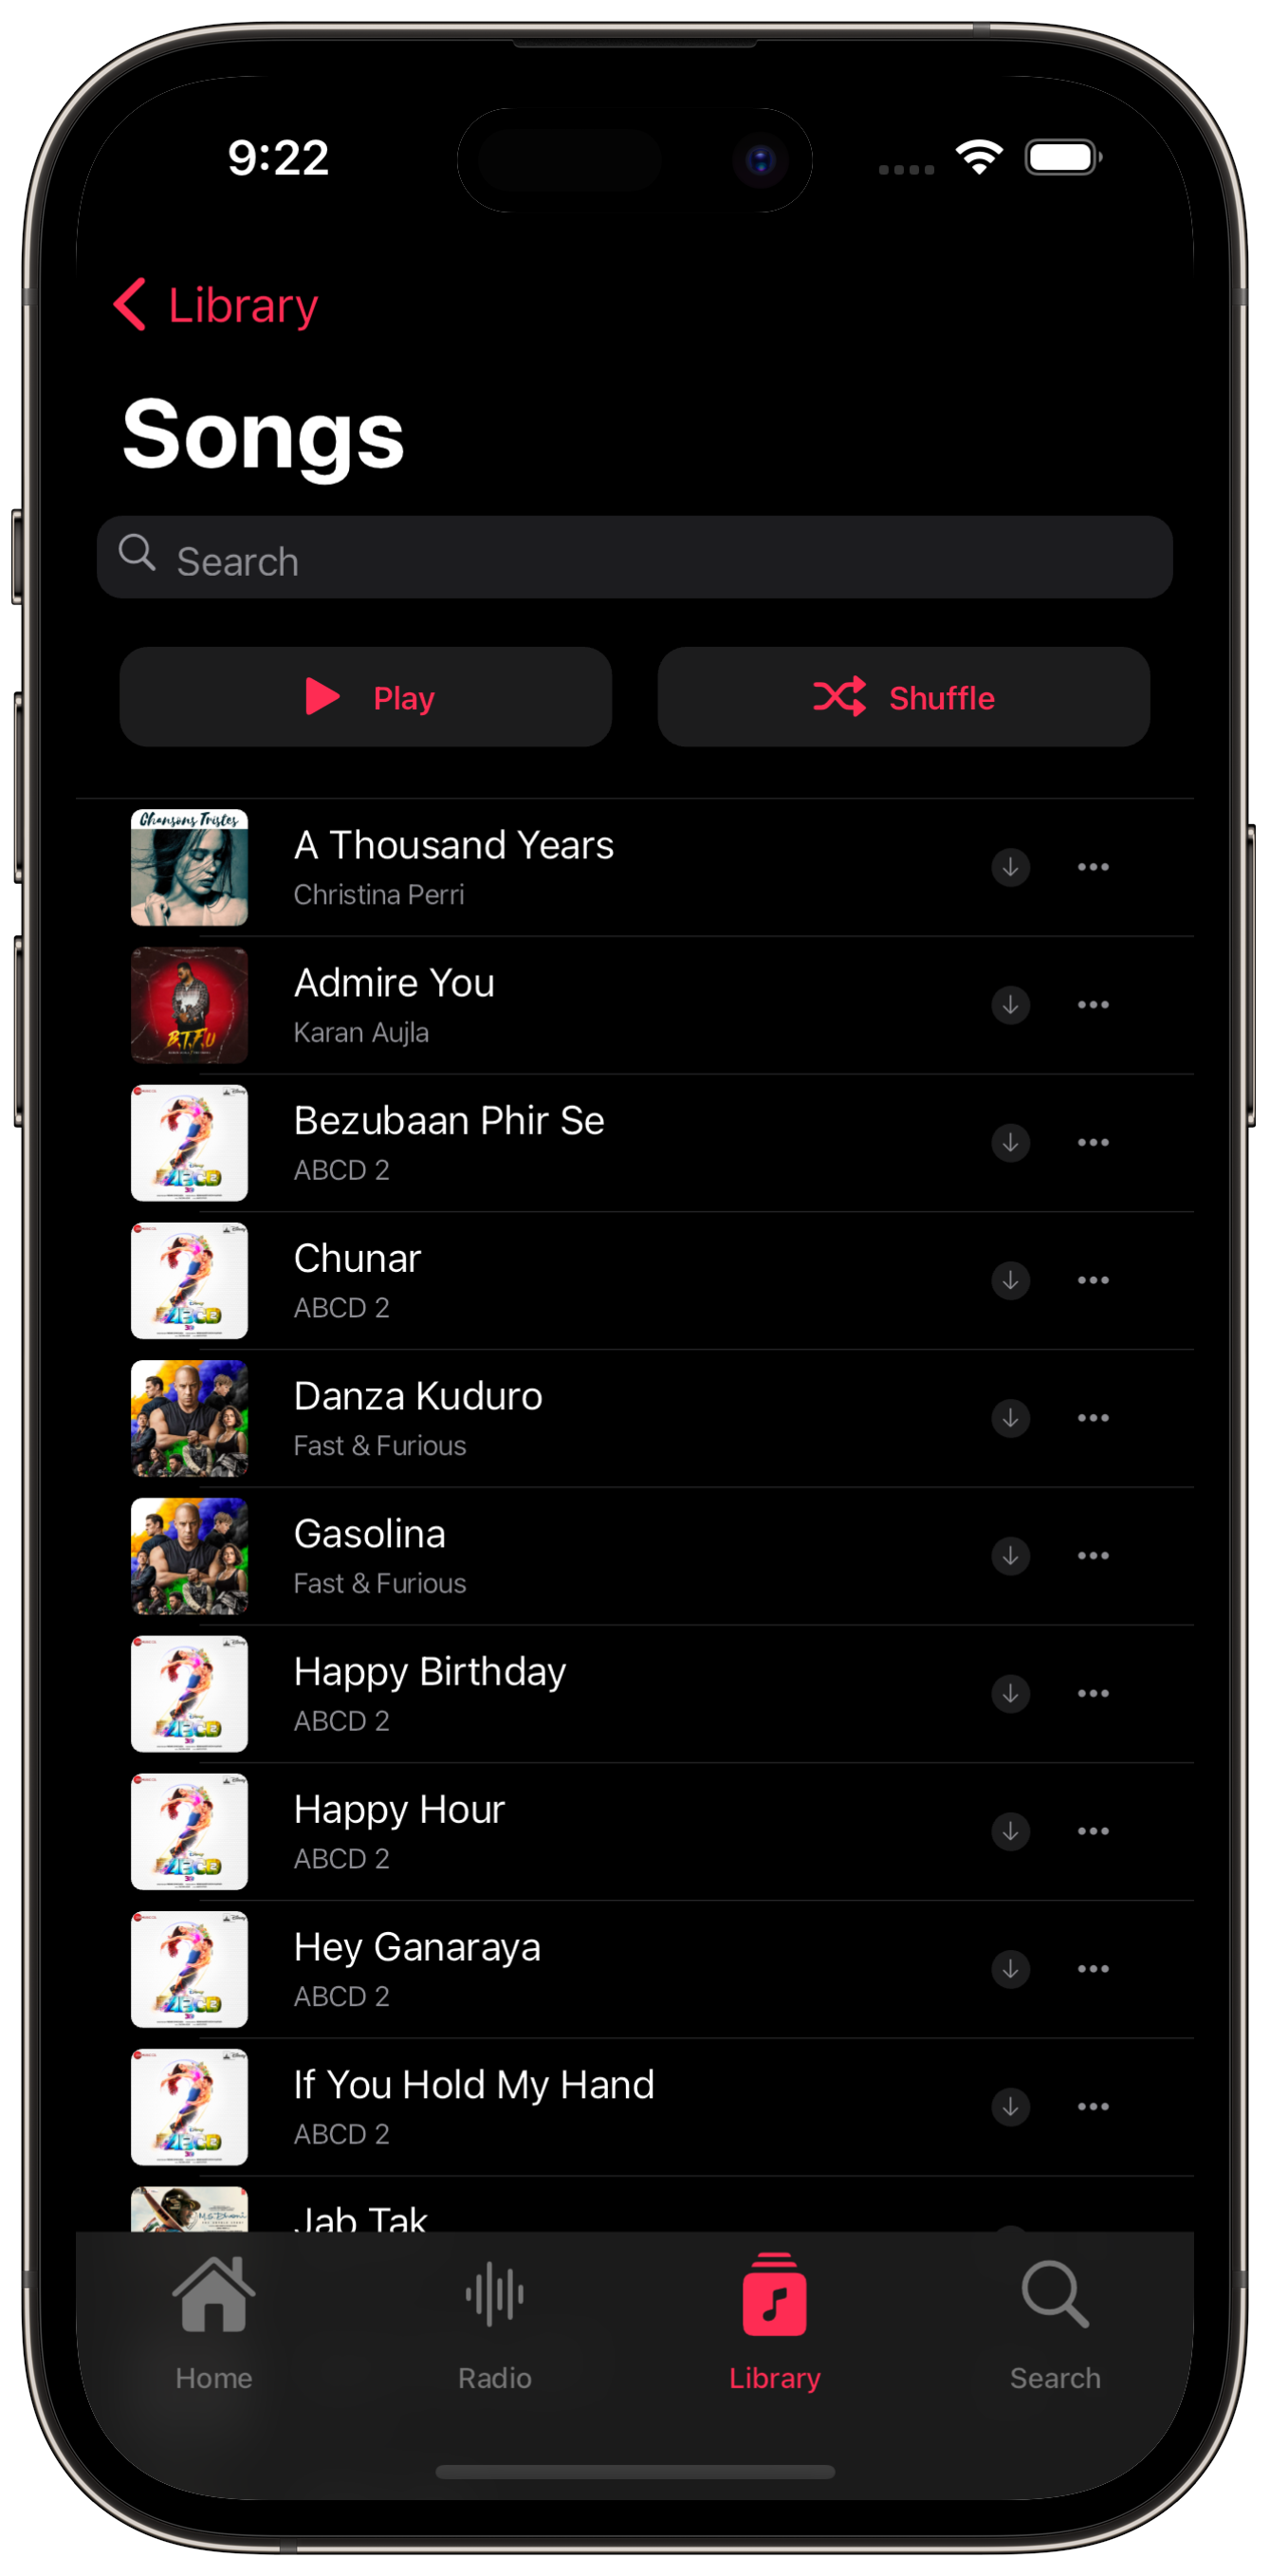 9:22
Library
Songs
Search
Play
Shuffle
Chansons Tristes
A Thousand Years
Christina Perri
B.T.F.U
Admire You
Karan Aujla
Bezubaan Phir Se
ABCD 2
Chunar
ABCD 2
Danza Kuduro
Fast & Furious
Gasolina
Fast & Furious
Happy Birthday
ABCD 2
Happy Hour
ABCD 2
Hey Ganaraya
ABCD 2
If You Hold My Hand
ABCD 2
M.S. Dhoni
Jab Tak
Home
Radio
Library
Search